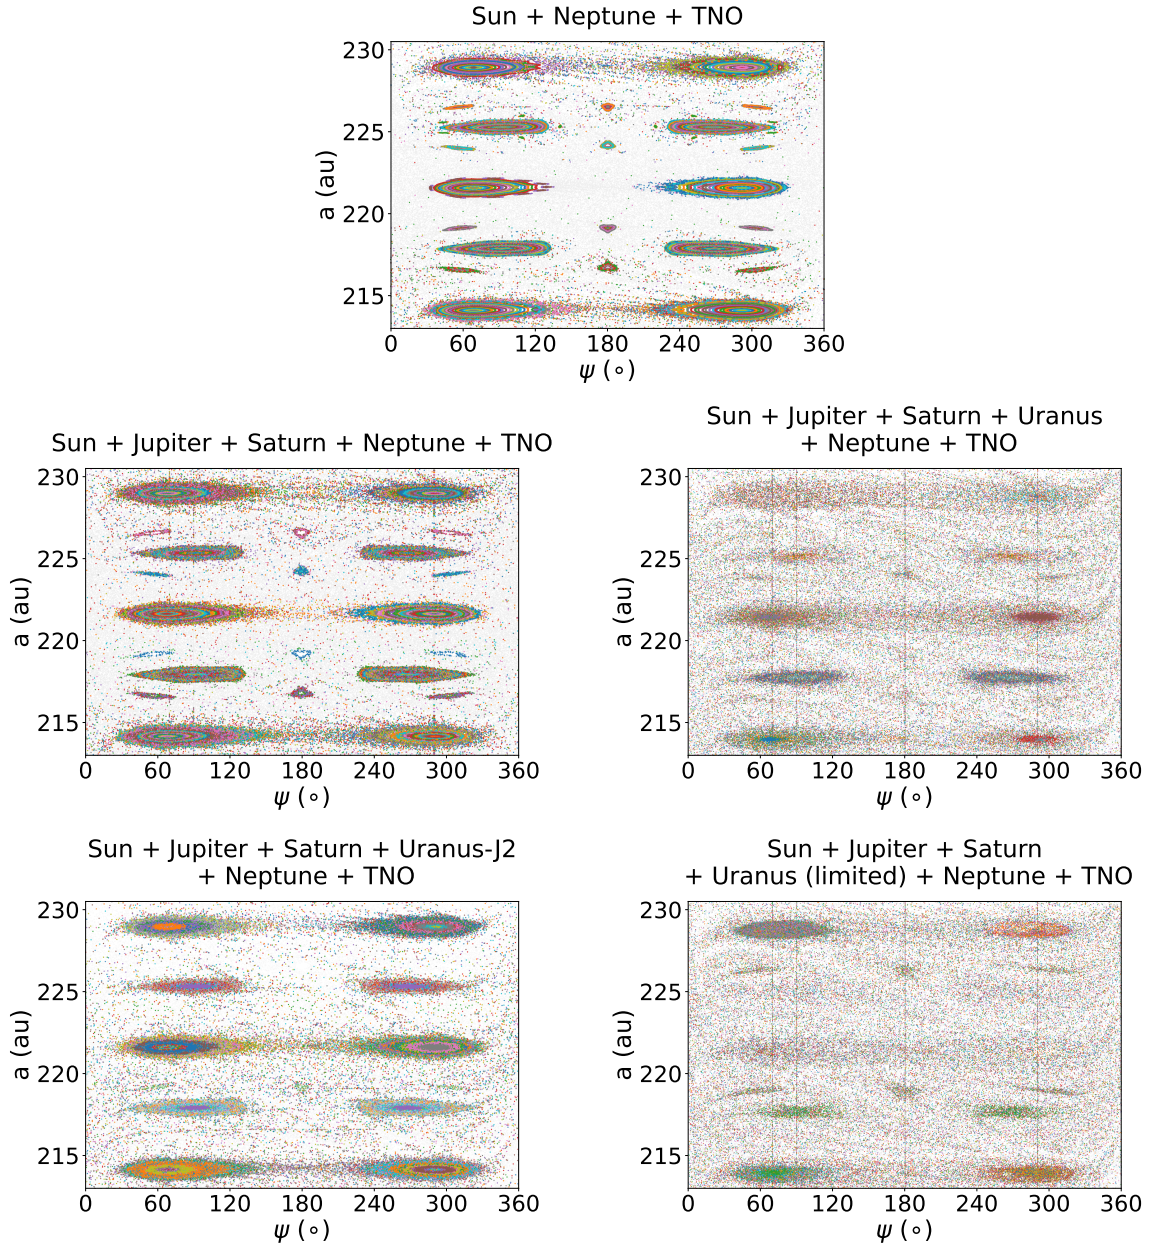 Sun + Neptune + TNO
230
225
220
215
a (au)
0 60 120 180 240 300 360
ψ (∘)
Sun + Jupiter + Saturn + Neptune + TNO
230
225
220
215
a (au)
0 60 120 180 240 300 360
ψ (∘)
Sun + Jupiter + Saturn + Uranus
+ Neptune + TNO
230
225
220
215
a (au)
0 60 120 180 240 300 360
ψ (∘)
Sun + Jupiter + Saturn + Uranus-J2
+ Neptune + TNO
230
225
220
215
a (au)
0 60 120 180 240 300 360
ψ (∘)
Sun + Jupiter + Saturn
+ Uranus (limited) + Neptune + TNO
230
225
220
215
a (au)
0 60 120 180 240 300 360
ψ (∘)